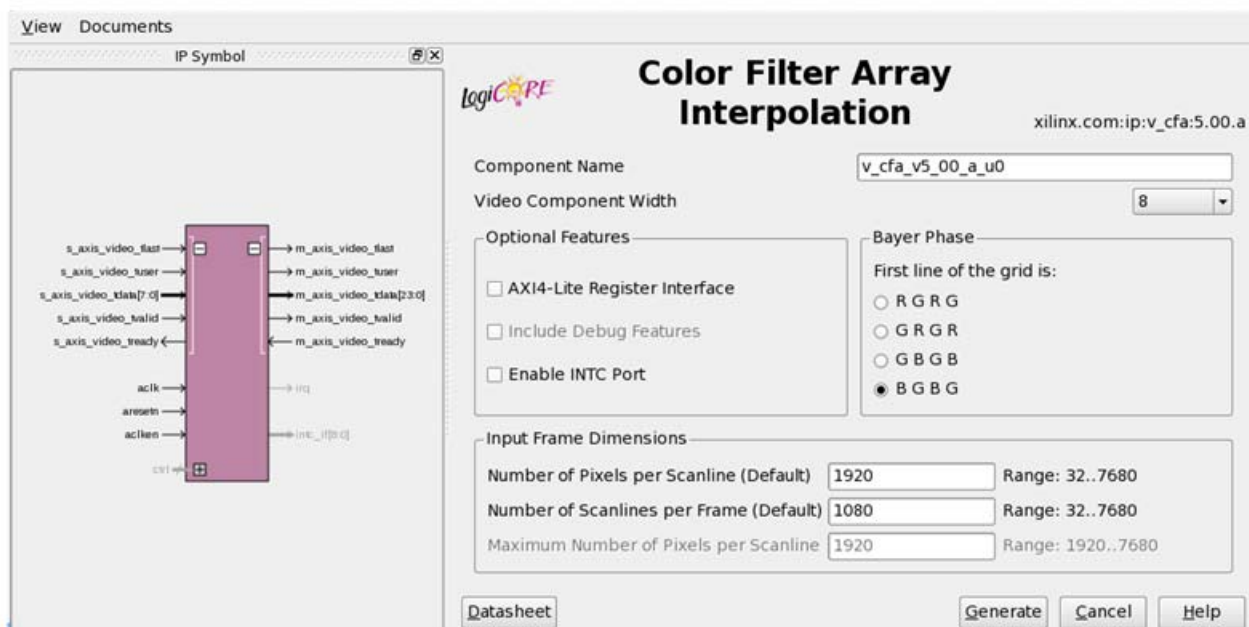 View Documents
IP Symbol
s_axis_video_tlast
s_axis_video_tuser
s_axis_video_tdata[7:0]
s_axis_video_tvalid
s_axis_video_tready
aclk
aresetn
aclken
ctrl
m_axis_video_tlast
m_axis_video_tuser
m_axis_video_tdata[23:0]
m_axis_video_tvalid
m_axis_video_tready
irq
intc_if[8:0]
LogiCORE
Color Filter Array
Interpolation
xilinx.com:ip:v_cfa:5.00.a
Component Name v_cfa_v5_00_a_u0
Video Component Width 8
Optional Features
AXI4-Lite Register Interface
Include Debug Features
Enable INTC Port
Bayer Phase
First line of the grid is:
R G R G
G R G R
G B G B
B G B G
Input Frame Dimensions
Number of Pixels per Scanline (Default) 1920 Range: 32..7680
Number of Scanlines per Frame (Default) 1080 Range: 32..7680
Maximum Number of Pixels per Scanline 1920 Range: 1920..7680
Datasheet Generate Cancel Help